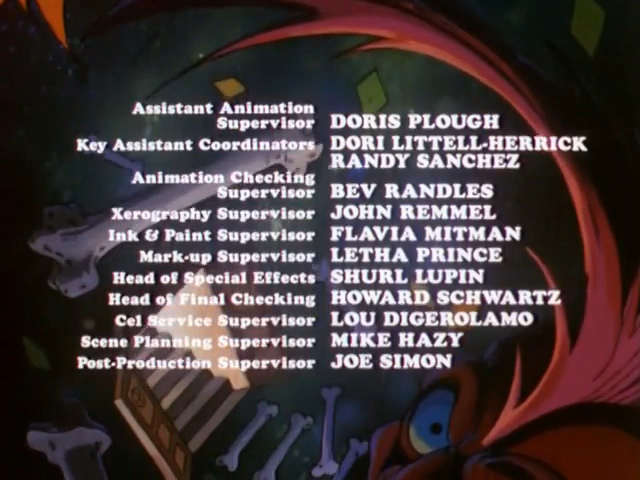 Assistant Animation
Supervisor DORIS PLOUGH
Key Assistant Coordinators DORI LITTELL-HERRICK
RANDY SANCHEZ
Animation Checking
Supervisor BEV RANDLES
Xerography Supervisor JOHN REMMEL
Ink & Paint Supervisor FLAVIA MITMAN
Mark-up Supervisor LETHA PRINCE
Head of Special Effects SHURL LUPIN
Head of Final Checking HOWARD SCHWARTZ
Cel Service Supervisor LOU DIGEROLAMO
Scene Planning Supervisor MIKE HAZY
Post-Production Supervisor JOE SIMON